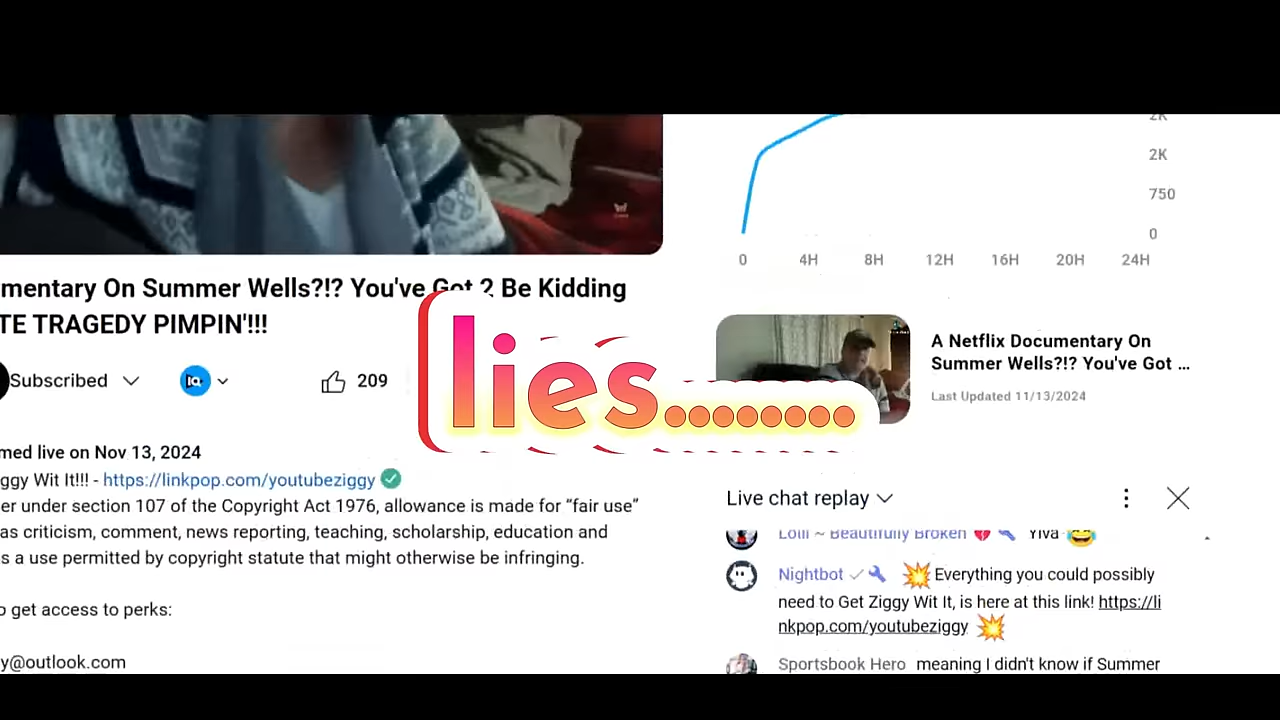 mentary On Summer Wells?!? You've Got 2 Be Kidding
TE TRAGEDY PIMPIN'!!!
Subscribed
209
lies........
med live on Nov 13, 2024
ggy Wit It!!! - https://linkpop.com/youtubeziggy
er under section 107 of the Copyright Act 1976, allowance is made for “fair use”
as criticism, comment, news reporting, teaching, scholarship, education and
s a use permitted by copyright statute that might otherwise be infringing.
o get access to perks:
y@outlook.com
2K
2K
750
0
0 4H 8H 12H 16H 20H 24H
A Netflix Documentary On
Summer Wells?!? You've Got ...
Last Updated 11/13/2024
Live chat replay
Lolli ~ Beautifully Broken 💔 🔧 Yiva 😂
Nightbot ✓ 🔧 💥 Everything you could possibly
need to Get Ziggy Wit It, is here at this link! https://li
nkpop.com/youtubeziggy 💥
Sportsbook Hero meaning I didn't know if Summer